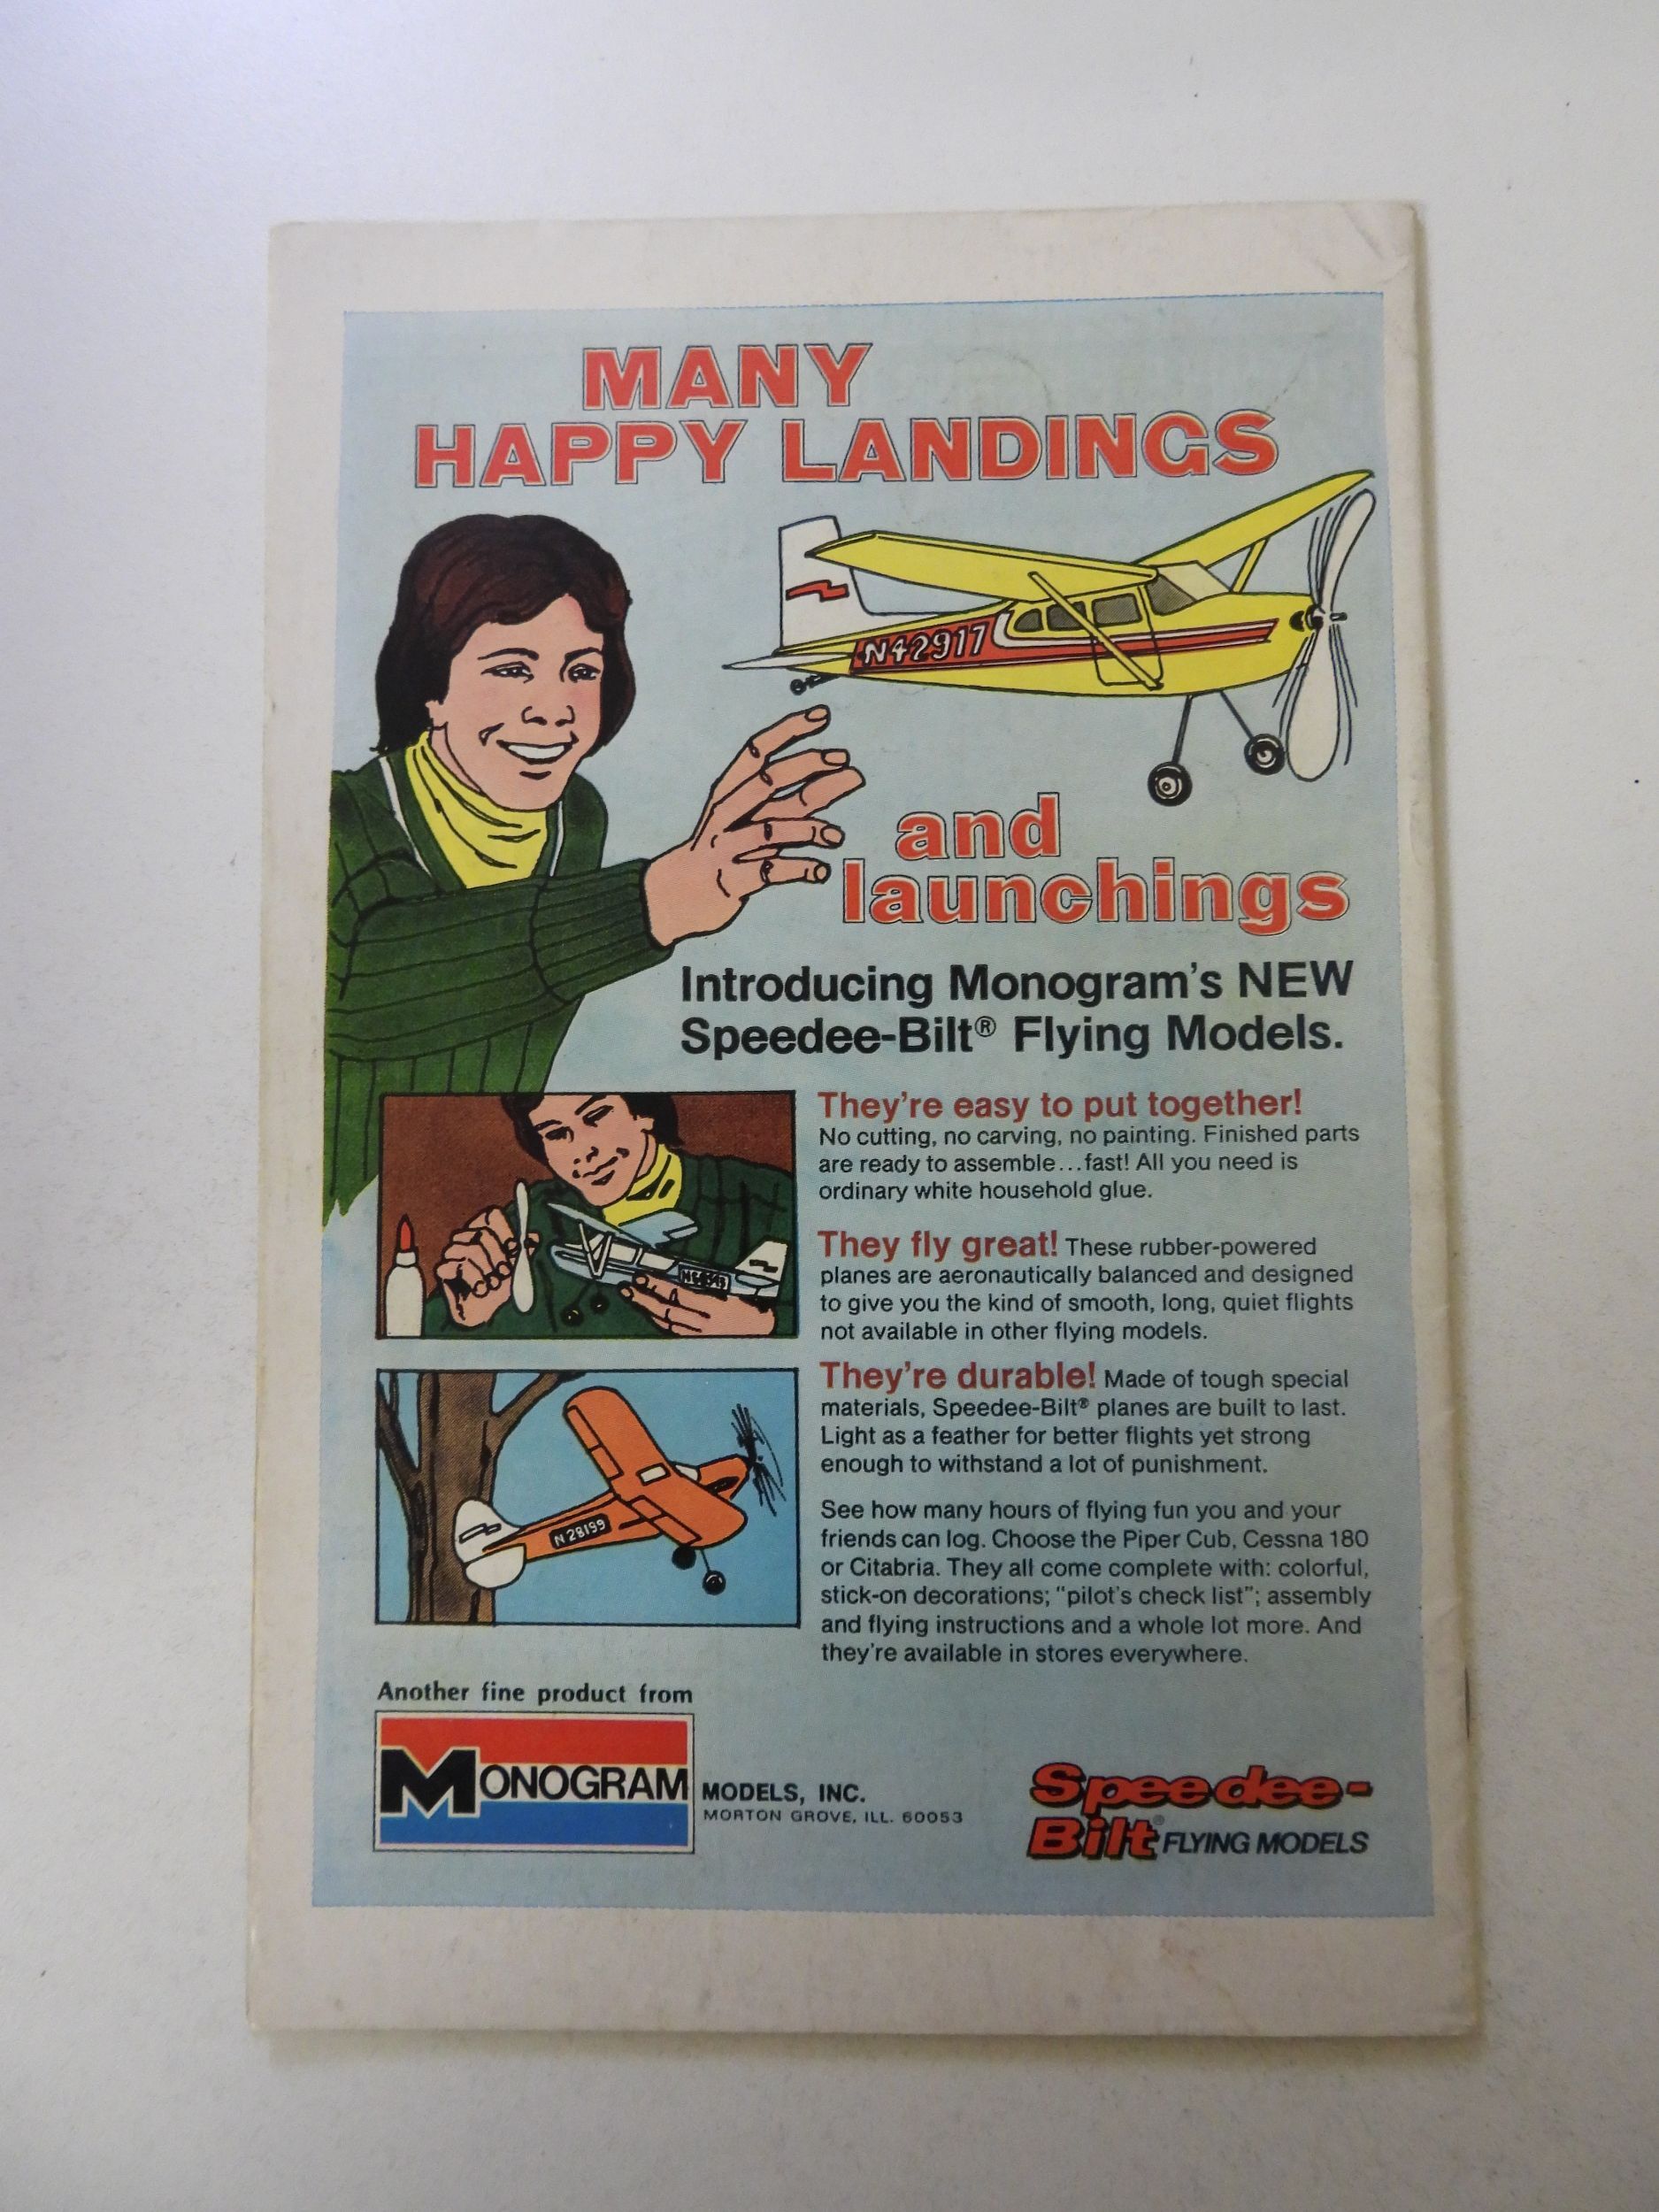 MANY
HAPPY LANDINGS
N42917
and
launchings
Introducing Monogram's NEW
Speedee-Bilt® Flying Models.
They're easy to put together!
No cutting, no carving, no painting. Finished parts
are ready to assemble...fast! All you need is
ordinary white household glue.
They fly great! These rubber-powered
planes are aeronautically balanced and designed
to give you the kind of smooth, long, quiet flights
not available in other flying models.
They're durable! Made of tough special
materials, Speedee-Bilt® planes are built to last.
Light as a feather for better flights yet strong
enough to withstand a lot of punishment.
N 28199
See how many hours of flying fun you and your
friends can log. Choose the Piper Cub, Cessna 180
or Citabria. They all come complete with: colorful,
stick-on decorations; "pilot's check list"; assembly
and flying instructions and a whole lot more. And
they're available in stores everywhere.
Another fine product from
MONOGRAM MODELS, INC.
MORTON GROVE, ILL. 60053
Speedee-
Bilt® FLYING MODELS